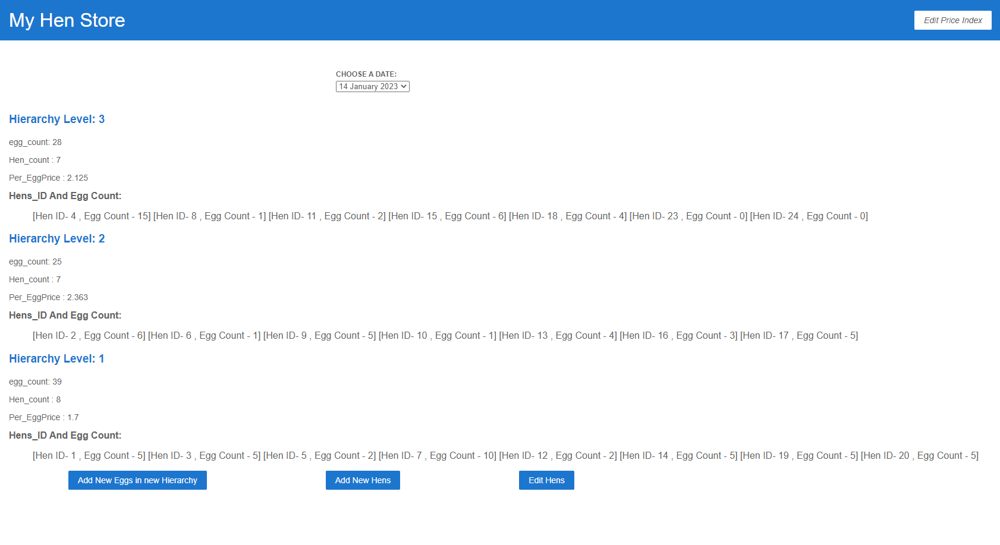 My Hen Store
Edit Price Index
CHOOSE A DATE:
14 January 2023
Hierarchy Level: 3
egg_count: 28
Hen_count : 7
Per_EggPrice : 2.125
Hens_ID And Egg Count:
[Hen ID- 4 , Egg Count - 15] [Hen ID- 8 , Egg Count - 1] [Hen ID- 11 , Egg Count - 2] [Hen ID- 15 , Egg Count - 6] [Hen ID- 18 , Egg Count - 4] [Hen ID- 23 , Egg Count - 0] [Hen ID- 24 , Egg Count - 0]
Hierarchy Level: 2
egg_count: 25
Hen_count : 7
Per_EggPrice : 2.363
Hens_ID And Egg Count:
[Hen ID- 2 , Egg Count - 6] [Hen ID- 6 , Egg Count - 1] [Hen ID- 9 , Egg Count - 5] [Hen ID- 10 , Egg Count - 1] [Hen ID- 13 , Egg Count - 4] [Hen ID- 16 , Egg Count - 3] [Hen ID- 17 , Egg Count - 5]
Hierarchy Level: 1
egg_count: 39
Hen_count : 8
Per_EggPrice : 1.7
Hens_ID And Egg Count:
[Hen ID- 1 , Egg Count - 5] [Hen ID- 3 , Egg Count - 5] [Hen ID- 5 , Egg Count - 2] [Hen ID- 7 , Egg Count - 10] [Hen ID- 12 , Egg Count - 2] [Hen ID- 14 , Egg Count - 5] [Hen ID- 19 , Egg Count - 5] [Hen ID- 20 , Egg Count - 5]
Add New Eggs in new Hierarchy
Add New Hens
Edit Hens